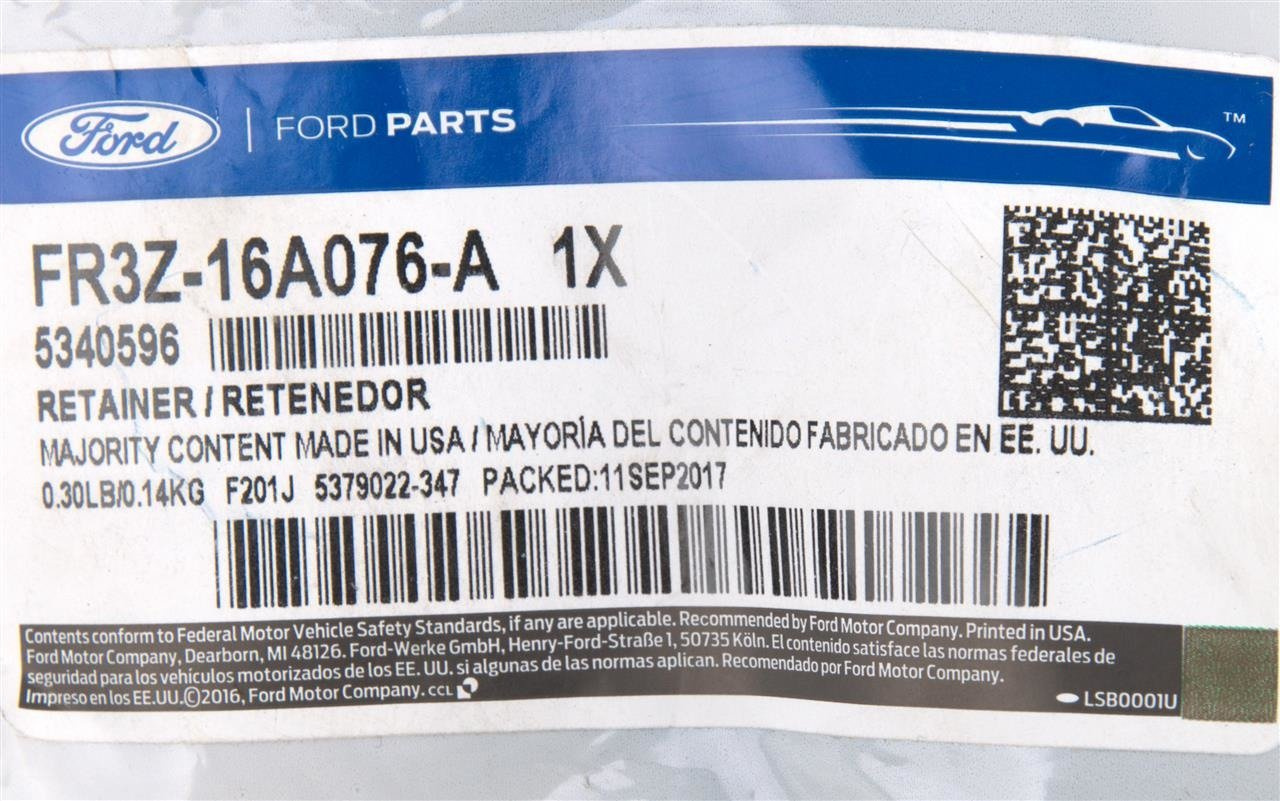 Ford | FORD PARTS ™
FR3Z-16A076-A 1X
5340596
RETAINER / RETENEDOR
MAJORITY CONTENT MADE IN USA / MAYORÍA DEL CONTENIDO FABRICADO EN EE. UU.
0.30LB/0.14KG F201J 5379022-347 PACKED:11SEP2017
Contents conform to Federal Motor Vehicle Safety Standards, if any are applicable. Recommended by Ford Motor Company. Printed in USA.
Ford Motor Company, Dearborn, MI 48126. Ford-Werke GmbH, Henry-Ford-Straße 1, 50735 Köln. El contenido satisface las normas federales de
seguridad para los vehículos motorizados de los EE. UU. si algunas de las normas aplican. Recomendado por Ford Motor Company.
Impreso en los EE.UU.©2016, Ford Motor Company. CCL
LSB0001U